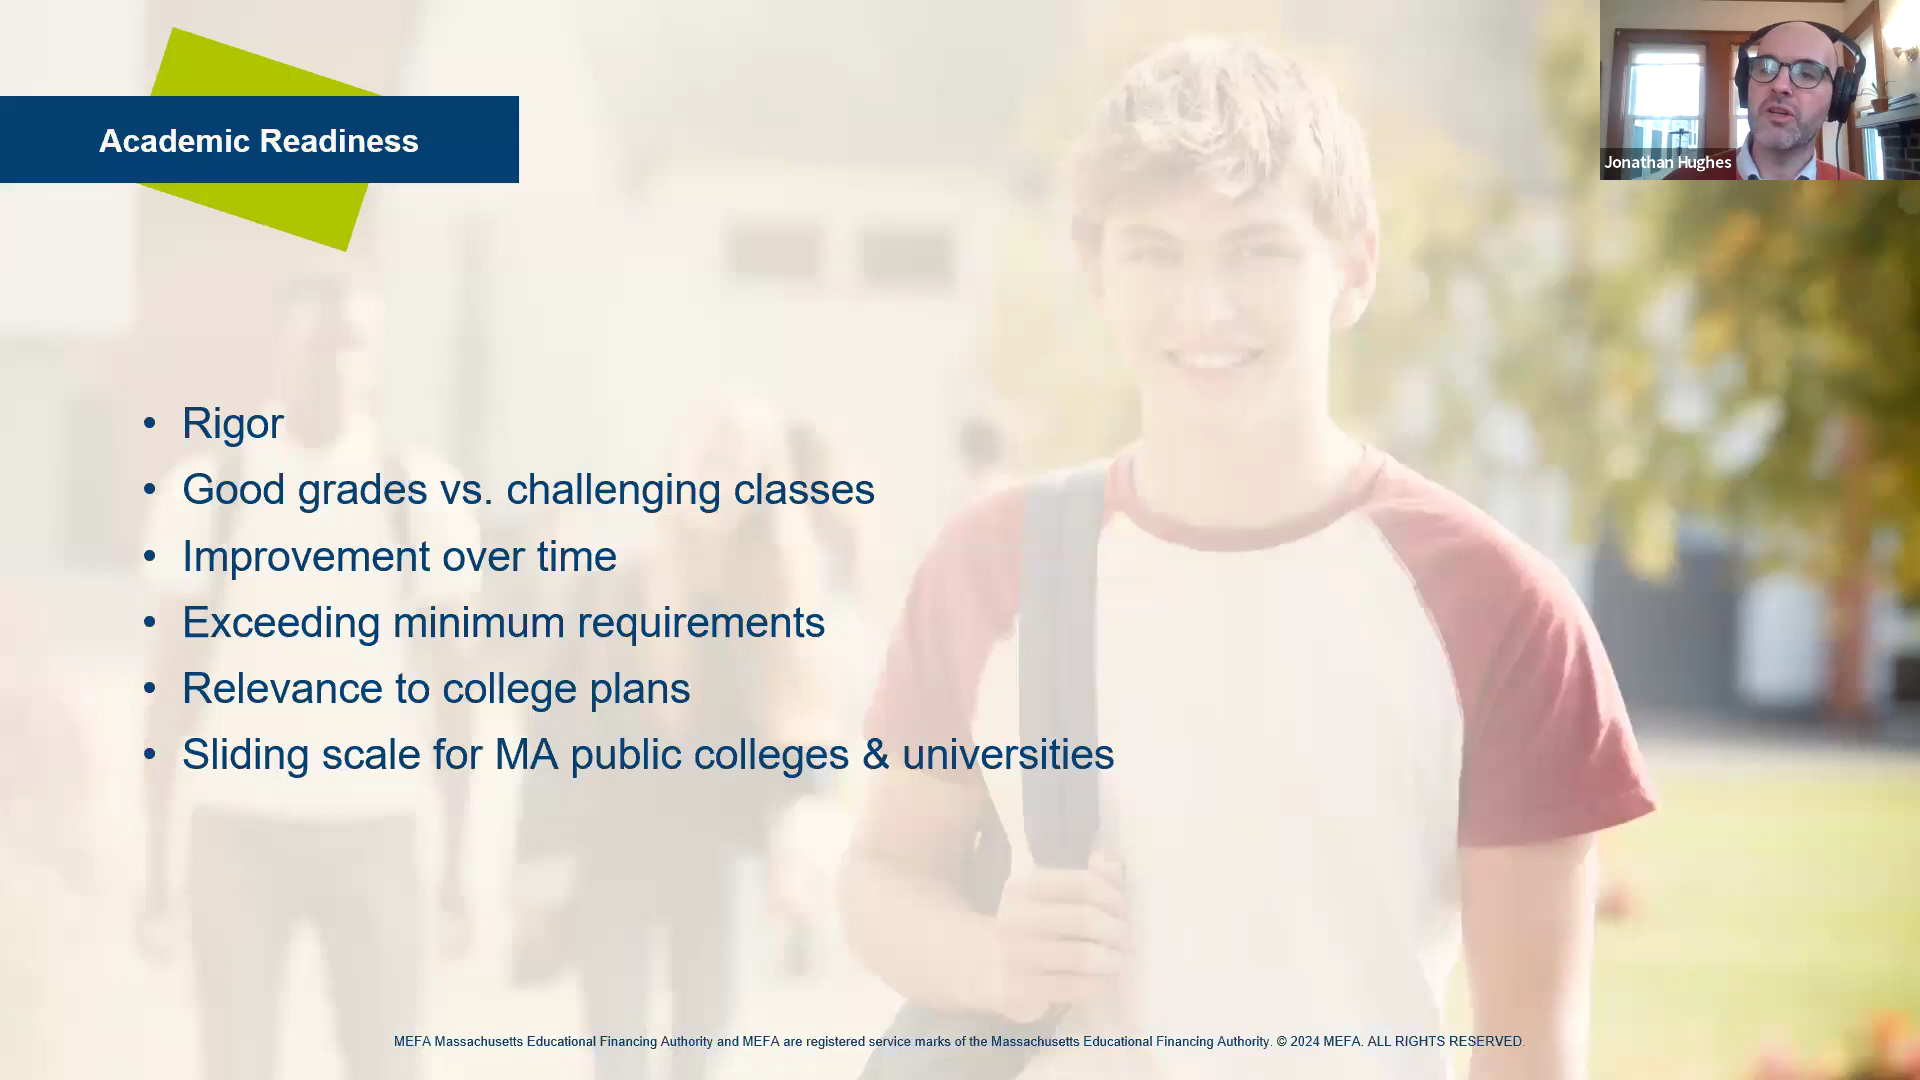 Academic Readiness
Jonathan Hughes
• Rigor
• Good grades vs. challenging classes
• Improvement over time
• Exceeding minimum requirements
• Relevance to college plans
• Sliding scale for MA public colleges & universities
MEFA Massachusetts Educational Financing Authority and MEFA are registered service marks of the Massachusetts Educational Financing Authority. © 2024 MEFA. ALL RIGHTS RESERVED.